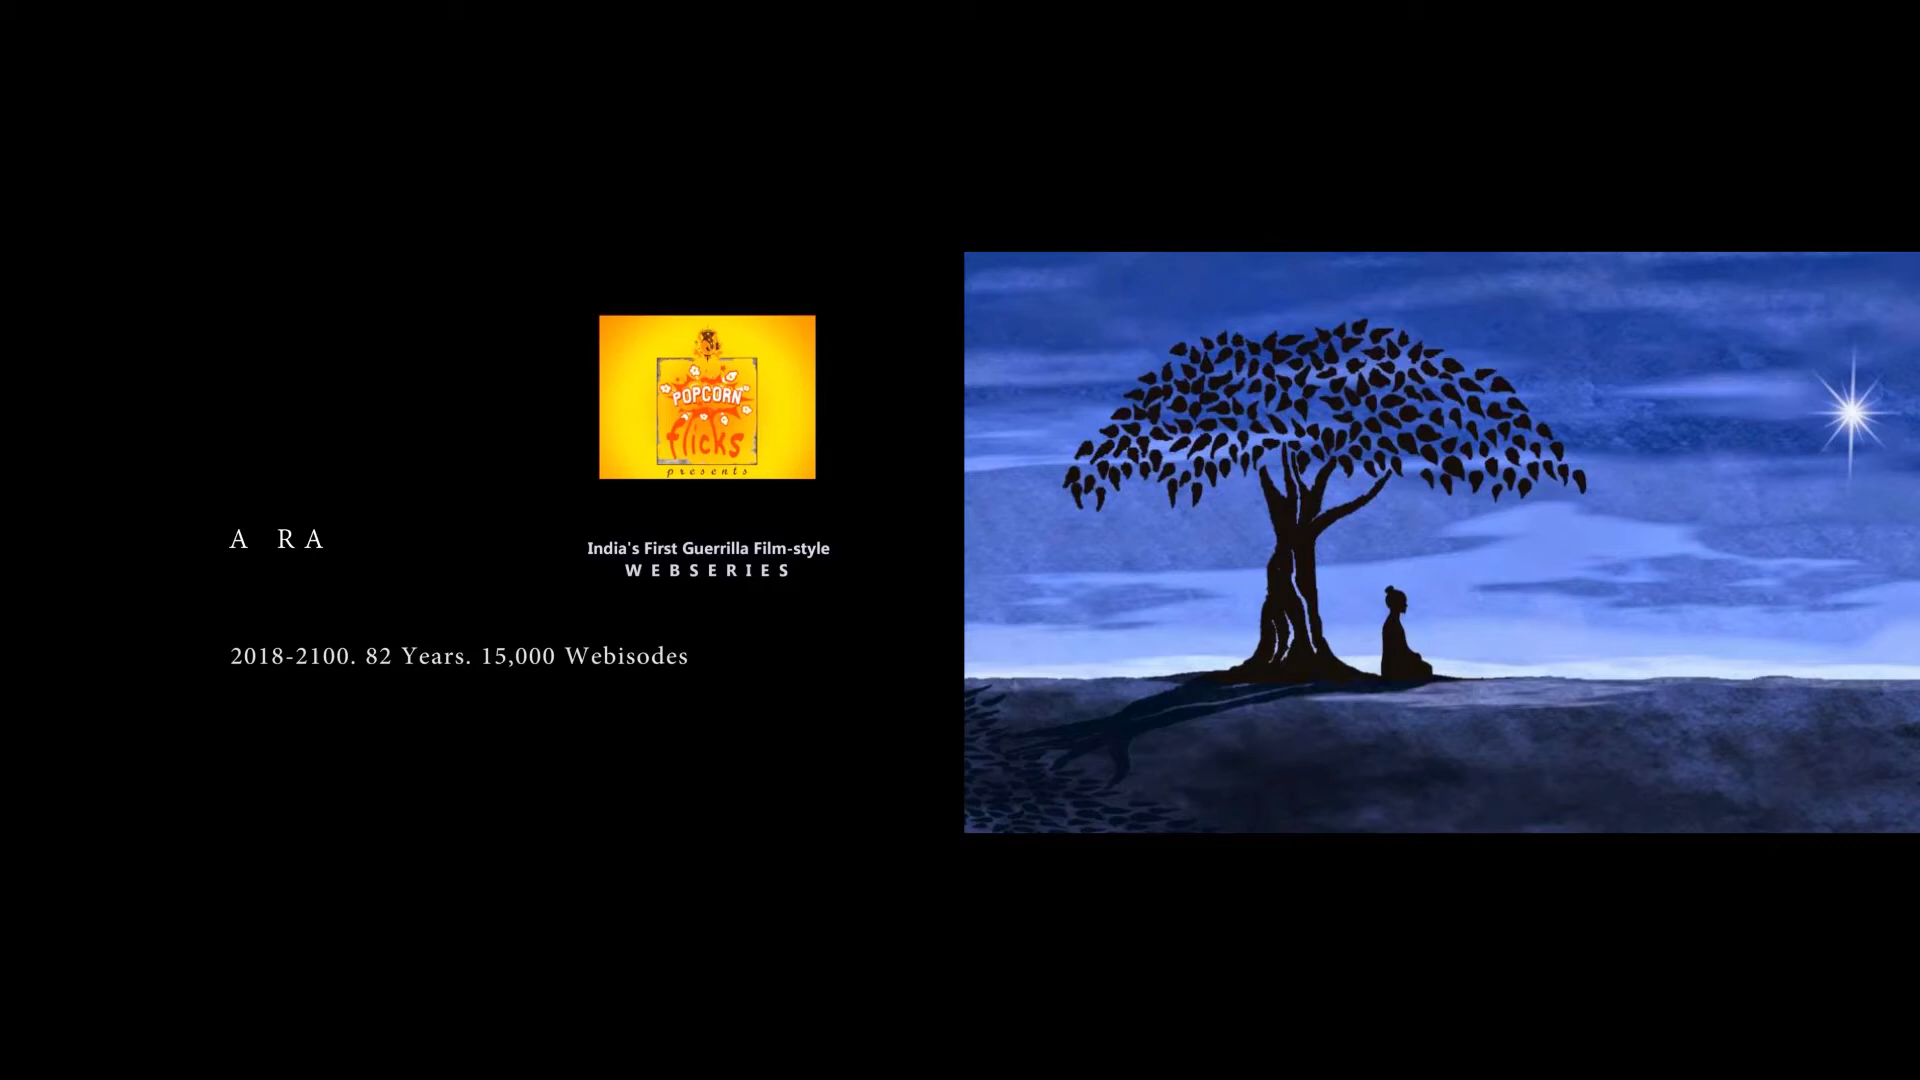 POPCORN
flicks
presents
A RA
India's First Guerrilla Film-style
WEBSERIES
2018-2100. 82 Years. 15,000 Webisodes